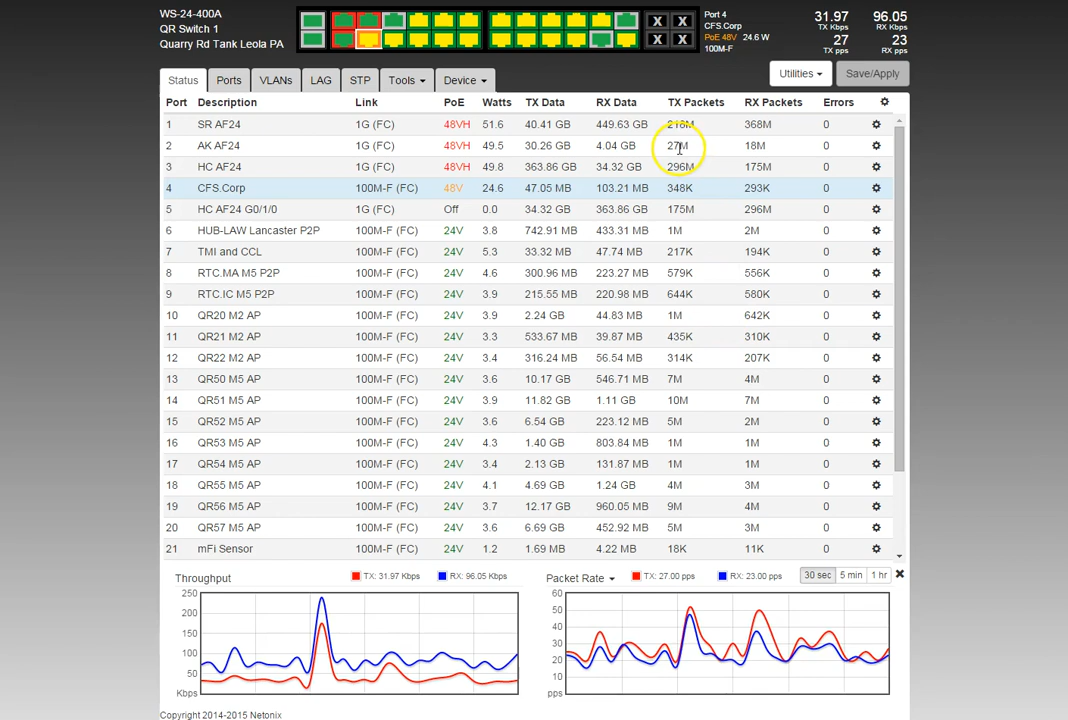 WS-24-400A
QR Switch 1
Quarry Rd Tank Leola PA
X X
X X
Port 4
CFS.Corp
PoE 48V 24.6 W
100M-F
31.97 96.05
TX Kbps RX Kbps
27 23
TX pps RX pps
Status Ports VLANs LAG STP Tools Device Utilities Save/Apply
Port Description Link PoE Watts TX Data RX Data TX Packets RX Packets Errors
1 SR AF24 1G (FC) 48VH 51.6 40.41 GB 449.63 GB 218M 368M 0
2 AK AF24 1G (FC) 48VH 49.5 30.26 GB 4.04 GB 27M 18M 0
3 HC AF24 1G (FC) 48VH 49.8 363.86 GB 34.32 GB 296M 175M 0
4 CFS.Corp 100M-F (FC) 48V 24.6 47.05 MB 103.21 MB 348K 293K 0
5 HC AF24 G0/1/0 1G (FC) Off 0.0 34.32 GB 363.86 GB 175M 296M 0
6 HUB-LAW Lancaster P2P 100M-F (FC) 24V 3.8 742.91 MB 433.31 MB 1M 2M 0
7 TMI and CCL 100M-F (FC) 24V 5.3 33.32 MB 47.74 MB 217K 194K 0
8 RTC.MA M5 P2P 100M-F (FC) 24V 4.6 300.96 MB 223.27 MB 579K 556K 0
9 RTC.IC M5 P2P 100M-F (FC) 24V 3.9 215.55 MB 220.98 MB 644K 580K 0
10 QR20 M2 AP 100M-F (FC) 24V 3.9 2.24 GB 44.83 MB 1M 642K 0
11 QR21 M2 AP 100M-F (FC) 24V 3.3 533.67 MB 39.87 MB 435K 310K 0
12 QR22 M2 AP 100M-F (FC) 24V 3.4 316.24 MB 56.54 MB 314K 207K 0
13 QR50 M5 AP 100M-F (FC) 24V 3.6 10.17 GB 546.71 MB 7M 4M 0
14 QR51 M5 AP 100M-F (FC) 24V 3.9 11.82 GB 1.11 GB 10M 7M 0
15 QR52 M5 AP 100M-F (FC) 24V 3.6 6.54 GB 223.12 MB 5M 2M 0
16 QR53 M5 AP 100M-F (FC) 24V 4.3 1.40 GB 803.84 MB 1M 1M 0
17 QR54 M5 AP 100M-F (FC) 24V 3.4 2.13 GB 131.87 MB 1M 1M 0
18 QR55 M5 AP 100M-F (FC) 24V 4.1 4.69 GB 1.24 GB 4M 3M 0
19 QR56 M5 AP 100M-F (FC) 24V 3.7 12.17 GB 960.05 MB 9M 4M 0
20 QR57 M5 AP 100M-F (FC) 24V 3.6 6.69 GB 452.92 MB 5M 3M 0
21 mFi Sensor 100M-F (FC) 24V 1.2 1.69 MB 4.22 MB 18K 11K 0
Throughput TX: 31.97 Kbps RX: 96.05 Kbps
250
200
150
100
50
Kbps
Packet Rate TX: 27.00 pps RX: 23.00 pps 30 sec 5 min 1 hr
60
50
40
30
20
10
pps
Copyright 2014-2015 Netonix